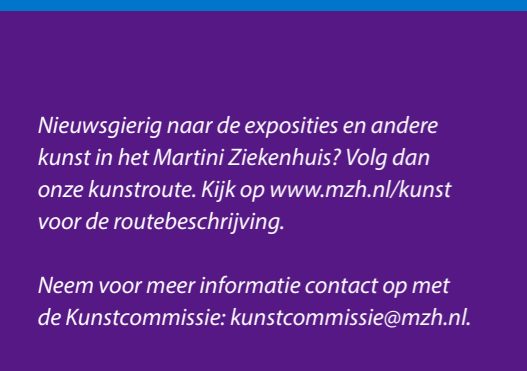 Nieuwsgierig naar de exposities en andere
kunst in het Martini Ziekenhuis? Volg dan
onze kunstroute. Kijk op www.mzh.nl/kunst
voor de routebeschrijving.
Neem voor meer informatie contact op met
de Kunstcommissie: kunstcommissie@mzh.nl.